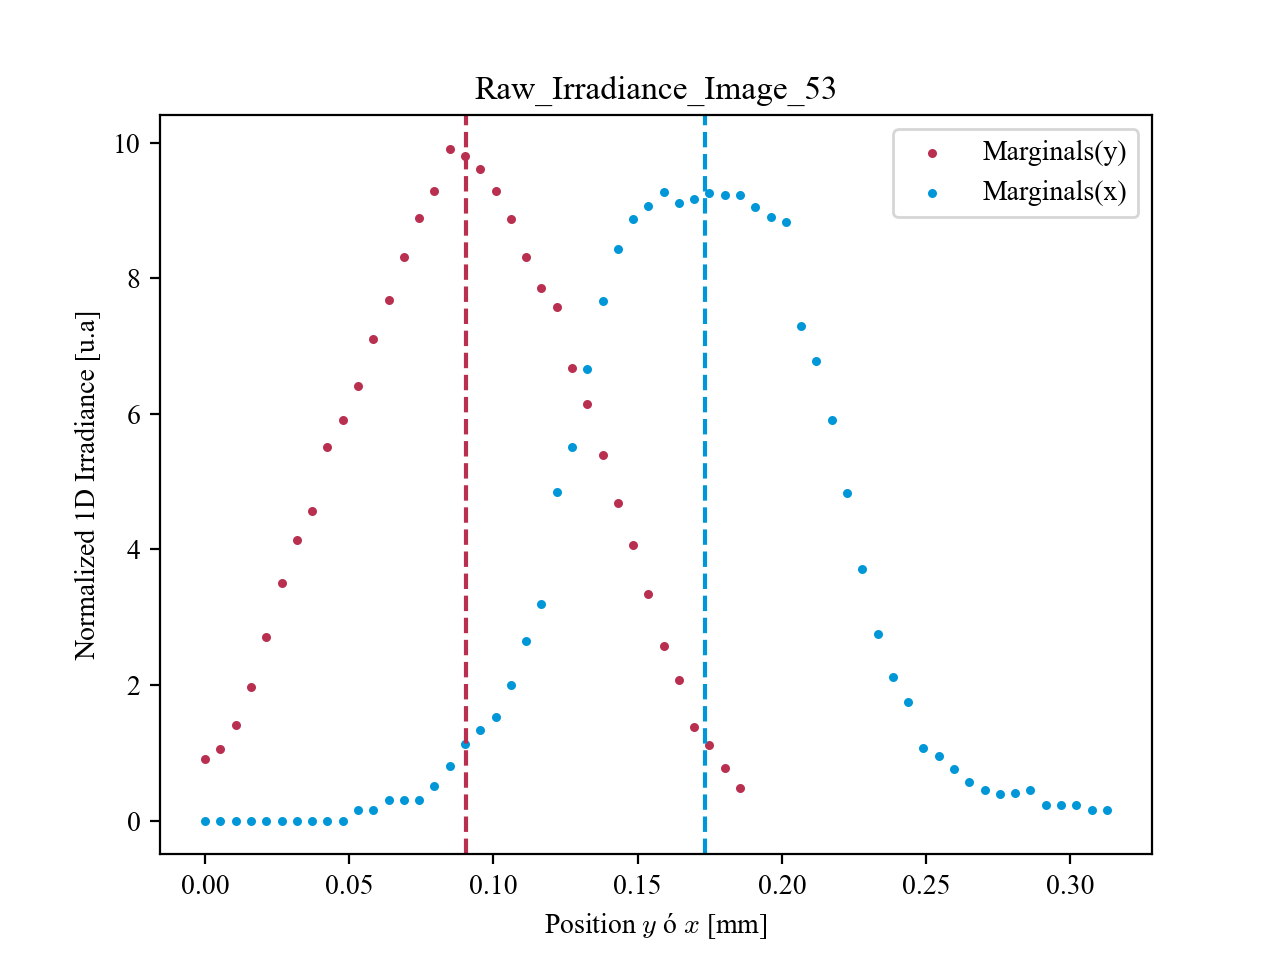 Raw_Irradiance_Image_53
Marginals(y)
Marginals(x)
Normalized 1D Irradiance [u.a]
10
8
6
4
2
0
0.00 0.05 0.10 0.15 0.20 0.25 0.30
Position y ó x [mm]